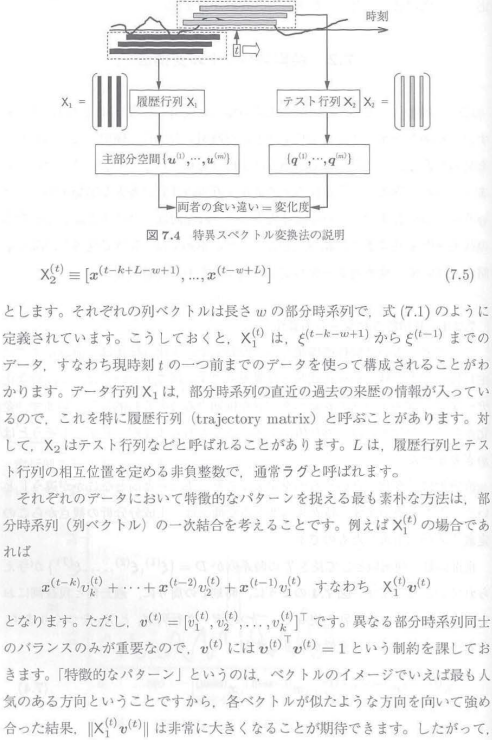 時刻
t
X₁ =
履歴行列 X₁
テスト行列 X₂
X₂ =
主部分空間{u⁽¹⁾,···,u⁽ᵐ⁾}
{q⁽¹⁾,···,q⁽ᵐ⁾}
両者の食い違い＝変化度
図 7.4 特異スペクトル変換法の説明
X₂^(t) ≡ [x^(t−k+L−w+1), ..., x^(t−w+L)] (7.5)
とします。それぞれの列ベクトルは長さ w の部分時系列で，式 (7.1) のように
定義されています。こうしておくと，X₁^(t) は，ξ^(t−k−w+1) から ξ^(t−1) までの
データ，すなわち現時刻 t の一つ前までのデータを使って構成されることがわ
かります。データ行列 X₁ は，部分時系列の直近の過去の来歴の情報が入ってい
るので，これを特に履歴行列（trajectory matrix）と呼ぶことがあります。対
して，X₂ はテスト行列などと呼ばれることがあります。L は，履歴行列とテス
ト行列の相互位置を定める非負整数で，通常ラグと呼ばれます。
それぞれのデータにおいて特徴的なパターンを捉える最も素朴な方法は，部
分時系列（列ベクトル）の一次結合を考えることです。例えば X₁^(t) の場合であ
れば
x^(t−k)v_k^(t) + ··· + x^(t−2)v₂^(t) + x^(t−1)v₁^(t) すなわち X₁^(t)v^(t)
となります。ただし，v^(t) = [v₁^(t), v₂^(t), ..., v_k^(t)]^⊤ です。異なる部分時系列同士
のバランスのみが重要なので，v^(t) には v^(t)⊤v^(t) = 1 という制約を課してお
きます。「特徴的なパターン」というのは，ベクトルのイメージでいえば最も人
気のある方向ということですから，各ベクトルが似たような方向を向いて強め
合った結果，‖X₁^(t)v^(t)‖ は非常に大きくなることが期待できます。したがって，